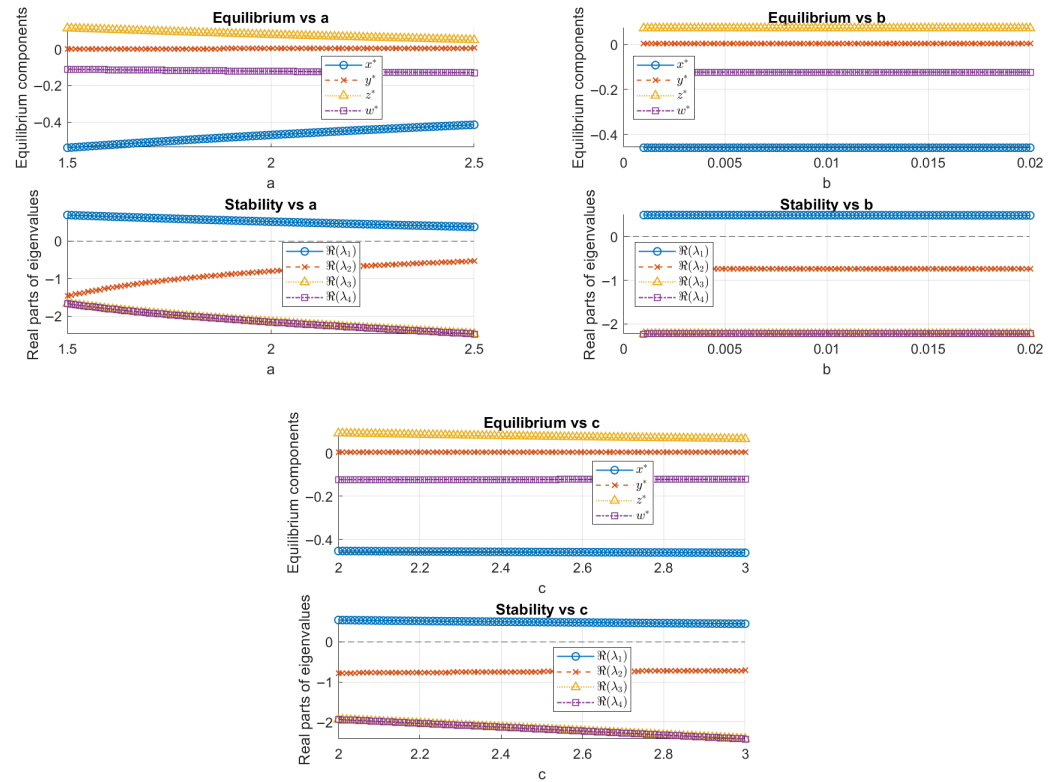 Equilibrium vs a
Equilibrium components
0
−0.2
−0.4
x*
y*
z*
w*
1.5
2
2.5
a
Stability vs a
Real parts of eigenvalues
0
−1
−2
ℜ(λ₁)
ℜ(λ₂)
ℜ(λ₃)
ℜ(λ₄)
1.5
2
2.5
a
Equilibrium vs b
Equilibrium components
0
−0.2
−0.4
x*
y*
z*
w*
0
0.005
0.01
0.015
0.02
b
Stability vs b
Real parts of eigenvalues
0
−1
−2
ℜ(λ₁)
ℜ(λ₂)
ℜ(λ₃)
ℜ(λ₄)
0
0.005
0.01
0.015
0.02
b
Equilibrium vs c
Equilibrium components
0
−0.2
−0.4
x*
y*
z*
w*
2
2.2
2.4
2.6
2.8
3
c
Stability vs c
Real parts of eigenvalues
0
−1
−2
ℜ(λ₁)
ℜ(λ₂)
ℜ(λ₃)
ℜ(λ₄)
2
2.2
2.4
2.6
2.8
3
c